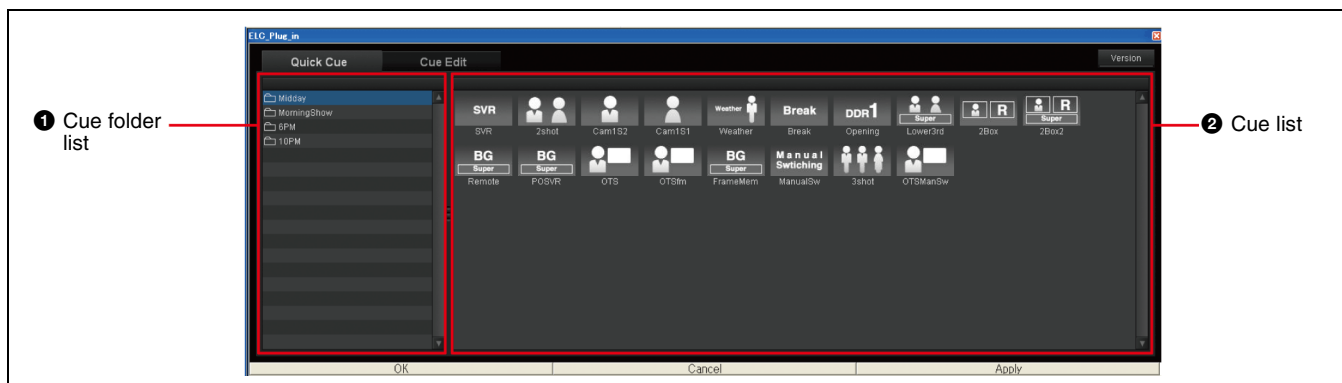 ELC_Plug_in
Quick Cue
Cue Edit
Version
❶ Cue folder list
Midday
MorningShow
6PM
10PM
❷ Cue list
SVR
Weather
Break
DDR1
Super
R
R
Super
SVR
2shot
Cam1S2
Cam1S1
Weather
Break
Opening
Lower3rd
2Box
2Box2
BG
Super
BG
Super
BG
Super
Manual
Swtiching
Remote
POSVR
OTS
OTSfm
FrameMem
ManualSw
3shot
OTSManSw
OK
Cancel
Apply